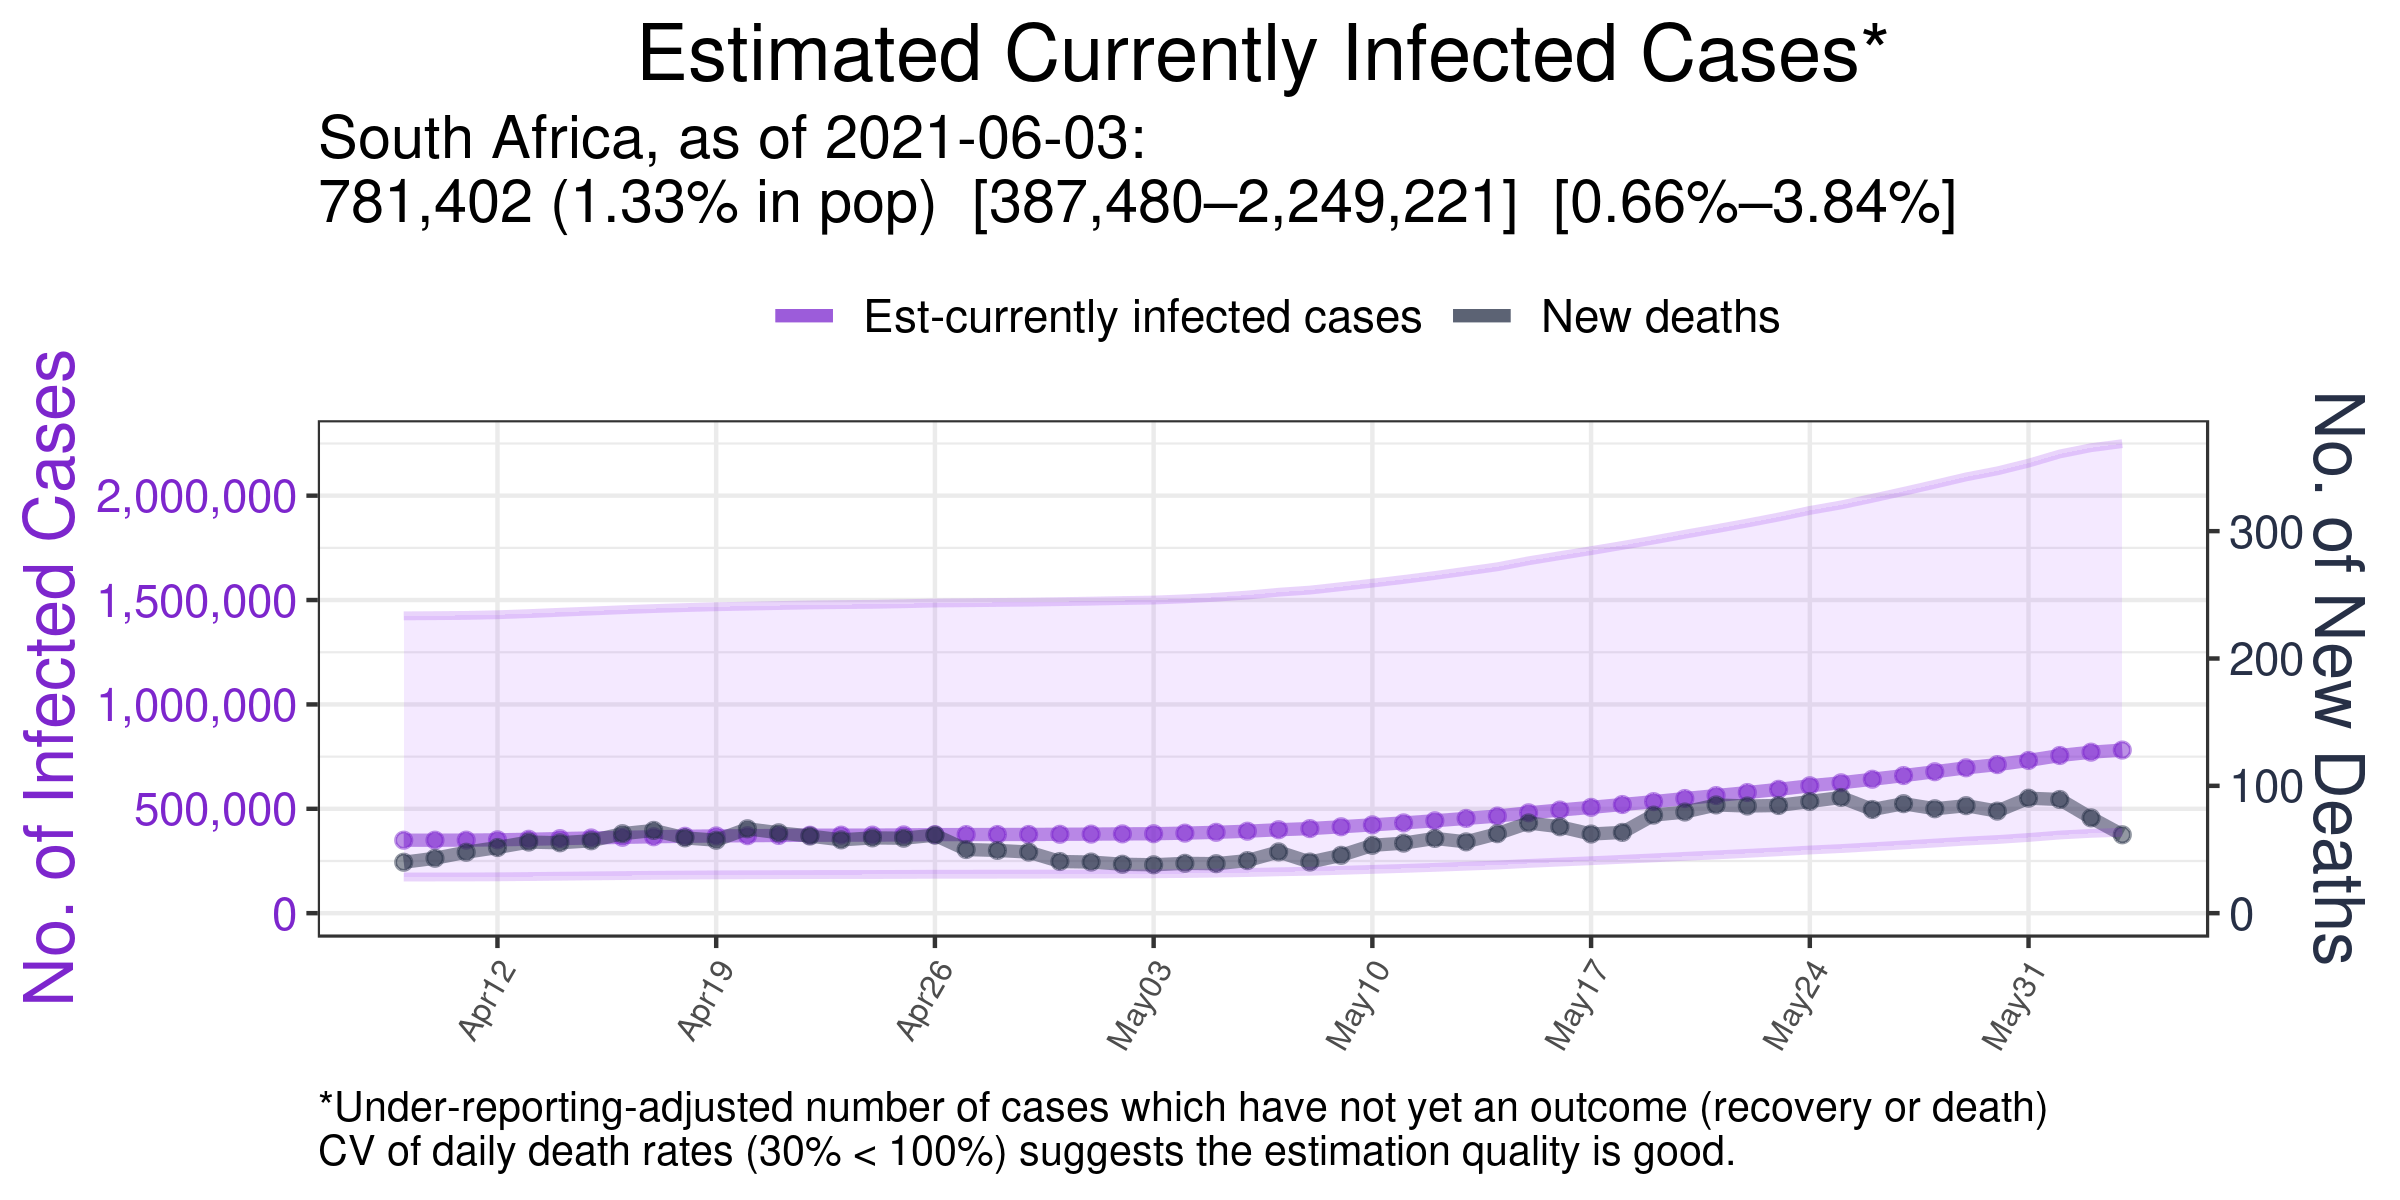 Estimated Currently Infected Cases*
South Africa, as of 2021-06-03:
781,402 (1.33% in pop)  [387,480–2,249,221]  [0.66%–3.84%]
Est-currently infected cases
New deaths
No. of Infected Cases
2,000,000
1,500,000
1,000,000
500,000
0
300
200
100
0
No. of New Deaths
Apr12
Apr19
Apr26
May03
May10
May17
May24
May31
*Under-reporting-adjusted number of cases which have not yet an outcome (recovery or death)
CV of daily death rates (30% < 100%) suggests the estimation quality is good.